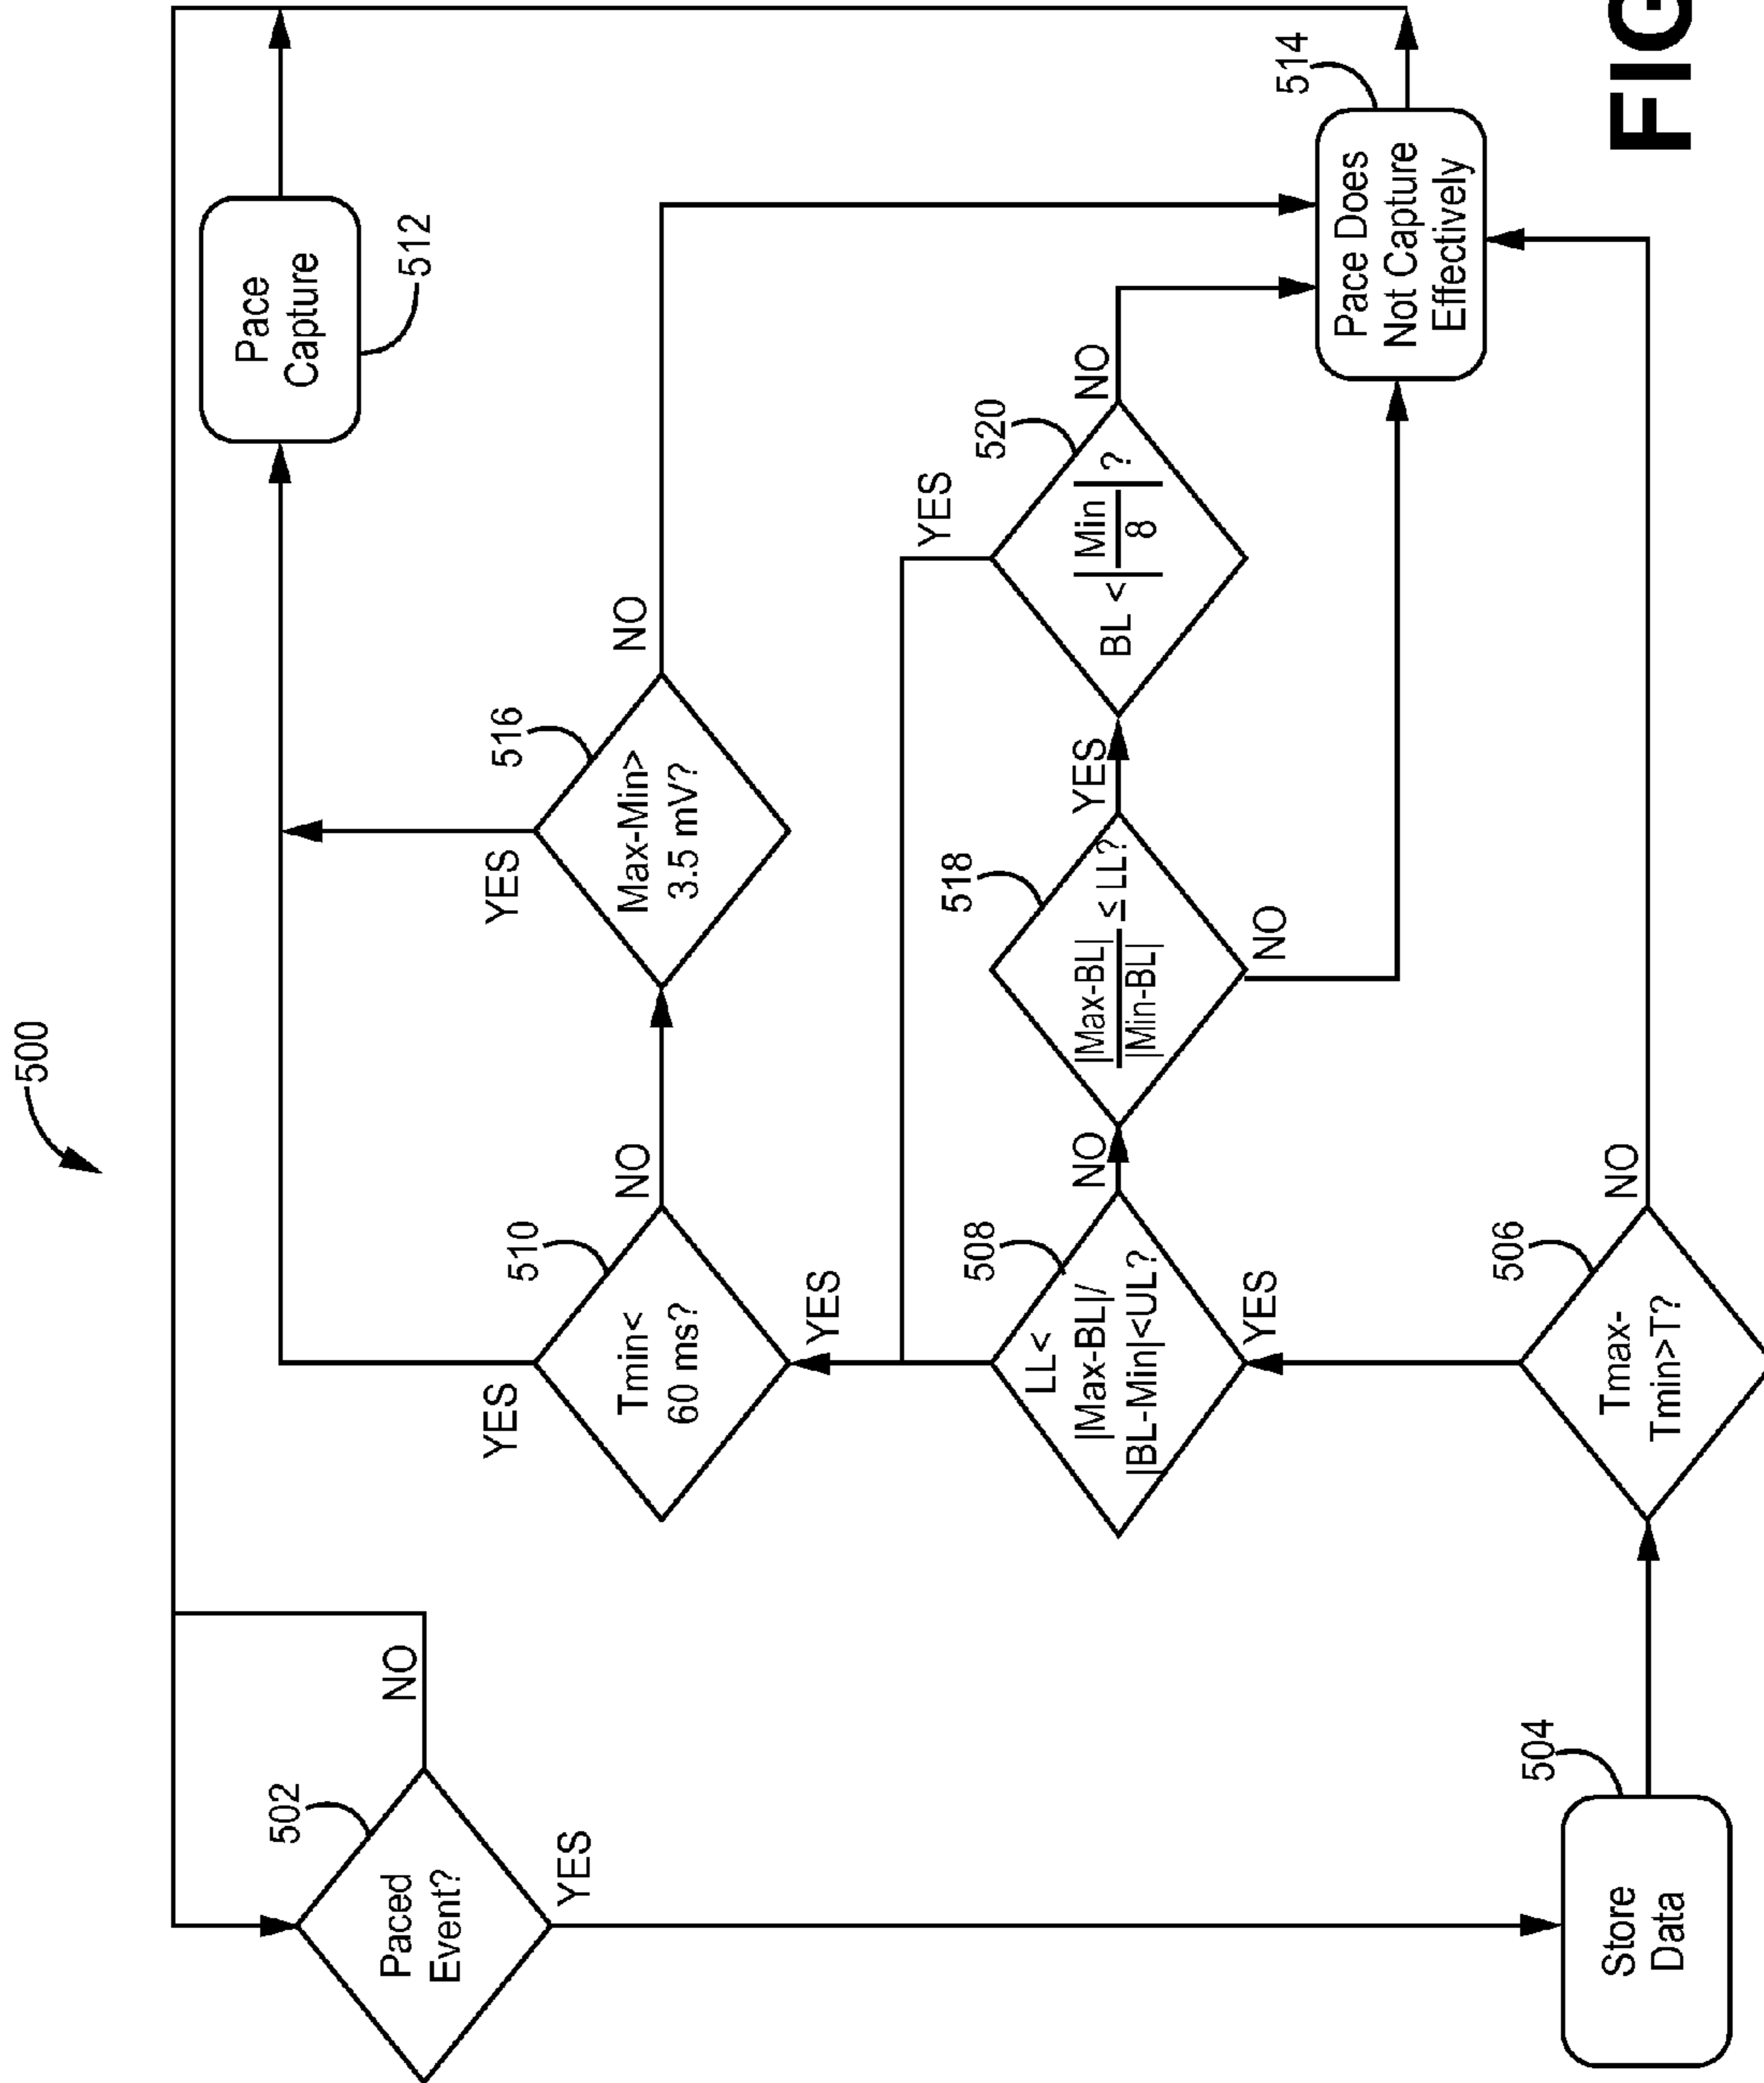 500
502
Paced
Event?
NO
YES
504
Store
Data
506
Tmax-
Tmin>T?
NO
YES
508
LL<
|Max-BL|/
|BL-Min|<UL?
NO
YES
510
Tmin<
60 ms?
YES
NO
516
Max-Min>
3.5 mV?
YES
NO
518
|Max-BL|
|Min-BL|
≤ LL?
YES
NO
520
BL < |Min/8| ?
YES
NO
Pace
Capture
512
514
Pace Does
Not Capture
Effectively
FIG